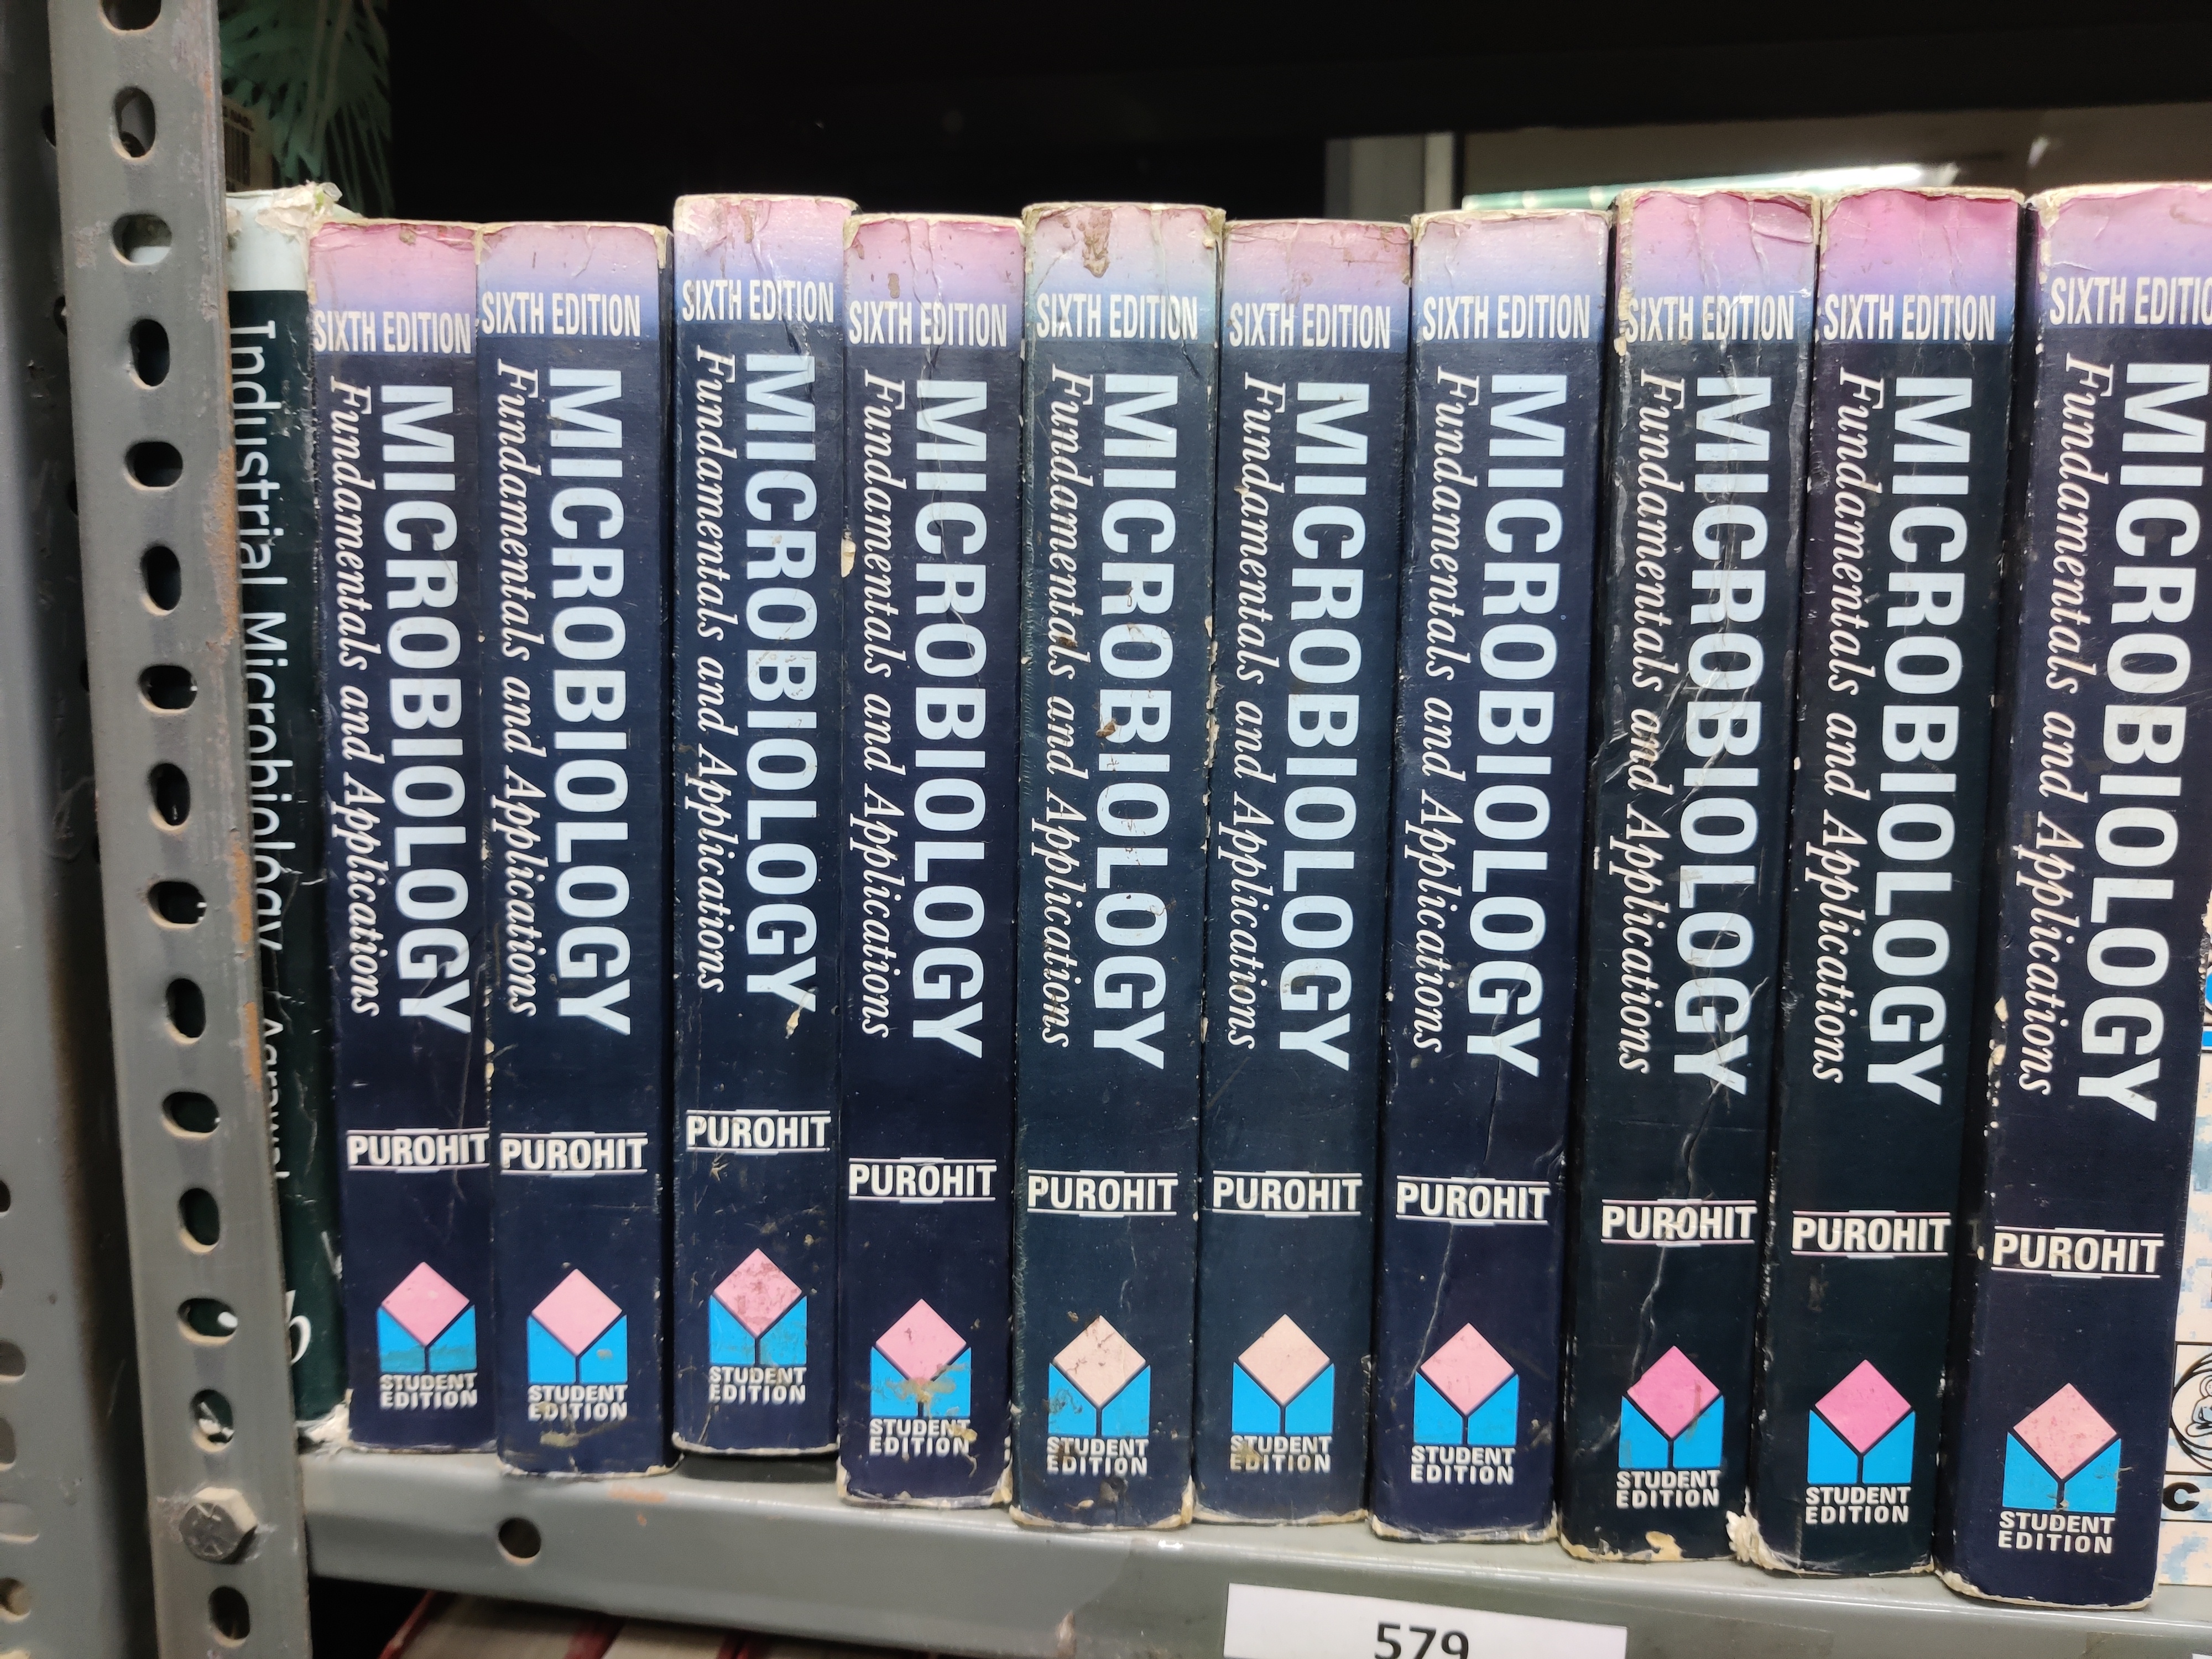 Industrial Microbiology
SIXTH EDITION
MICROBIOLOGY
Fundamentals and Applications
PUROHIT
STUDENT
EDITION
SIXTH EDITION
MICROBIOLOGY
Fundamentals and Applications
PUROHIT
STUDENT
EDITION
SIXTH EDITION
MICROBIOLOGY
Fundamentals and Applications
PUROHIT
STUDENT
EDITION
SIXTH EDITION
MICROBIOLOGY
Fundamentals and Applications
PUROHIT
STUDENT
EDITION
SIXTH EDITION
MICROBIOLOGY
Fundamentals and Applications
PUROHIT
STUDENT
EDITION
SIXTH EDITION
MICROBIOLOGY
Fundamentals and Applications
PUROHIT
STUDENT
EDITION
SIXTH EDITION
MICROBIOLOGY
Fundamentals and Applications
PUROHIT
STUDENT
EDITION
SIXTH EDITION
MICROBIOLOGY
Fundamentals and Applications
PUROHIT
STUDENT
EDITION
SIXTH EDITION
MICROBIOLOGY
Fundamentals and Applications
PUROHIT
STUDENT
EDITION
SIXTH EDITIO
MICROBIOLOGY
Fundamentals and Applications
PUROHIT
STUDENT
EDITION
C
579